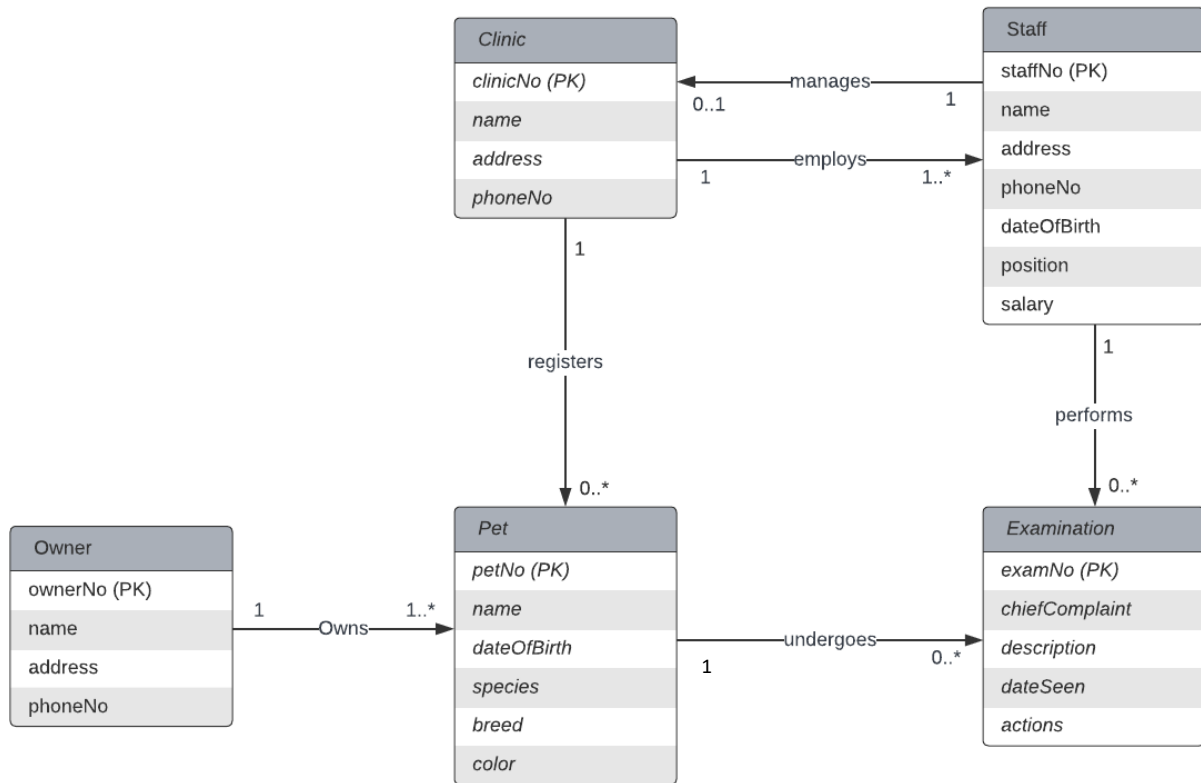 Clinic
clinicNo (PK)
name
address
phoneNo
Staff
staffNo (PK)
name
address
phoneNo
dateOfBirth
position
salary
manages
0..1
1
employs
1
1..*
1
registers
0..*
1
performs
0..*
Owner
ownerNo (PK)
name
address
phoneNo
1
Owns
1..*
Pet
petNo (PK)
name
dateOfBirth
species
breed
color
undergoes
1
0..*
Examination
examNo (PK)
chiefComplaint
description
dateSeen
actions